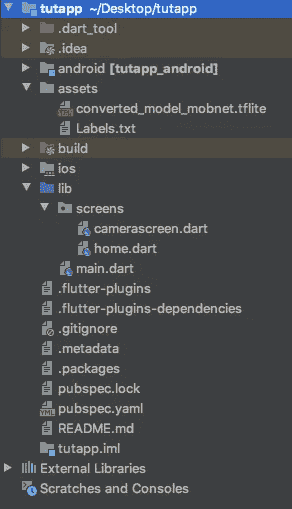 tutapp ~/Desktop/tutapp
.dart_tool
.idea
android [tutapp_android]
assets
converted_model_mobnet.tflite
Labels.txt
build
ios
lib
screens
camerascreen.dart
home.dart
main.dart
.flutter-plugins
.flutter-plugins-dependencies
.gitignore
.metadata
.packages
pubspec.lock
pubspec.yaml
README.md
tutapp.iml
External Libraries
Scratches and Consoles